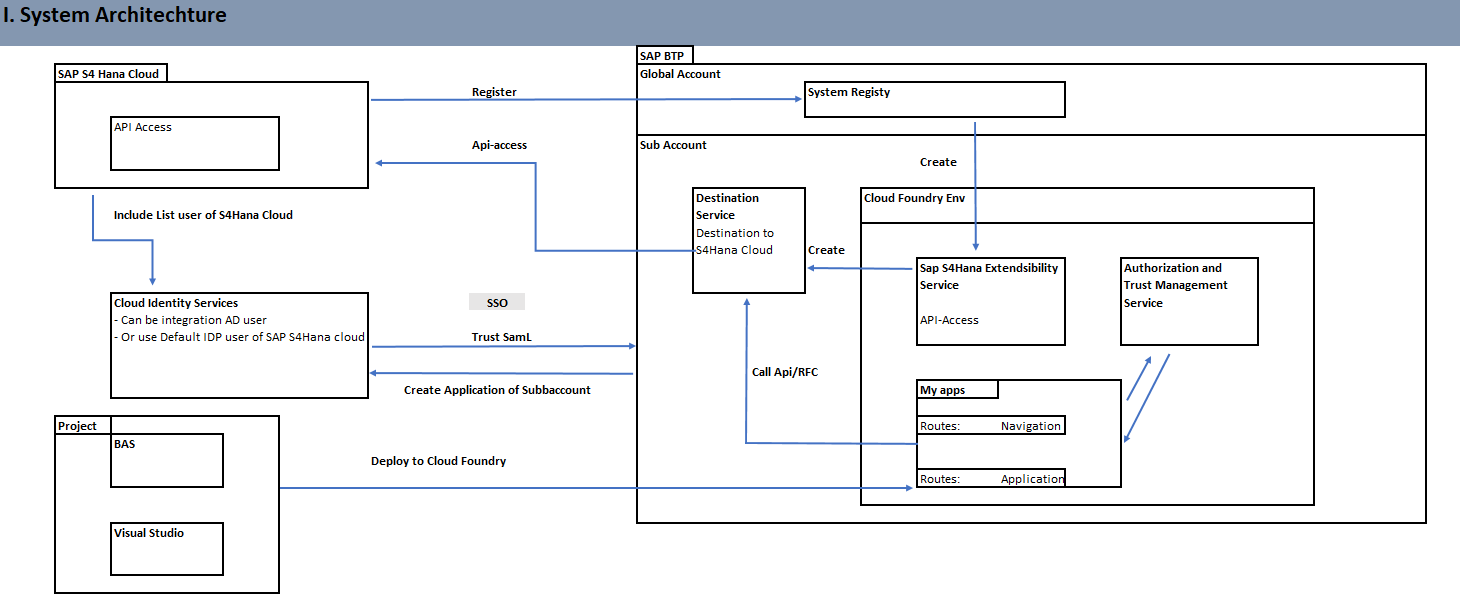 I. System Architechture
SAP BTP
SAP S4 Hana Cloud
Global Account
Register
System Registy
API Access
Api-access
Sub Account
Create
Include List user of S4Hana Cloud
Destination
Service
Destination to
S4Hana Cloud
Cloud Foundry Env
Create
Sap S4Hana Extendsibility
Service
API-Access
Authorization and
Trust Management
Service
Cloud Identity Services
- Can be integration AD user
- Or use Default IDP user of SAP S4Hana cloud
SSO
Trust SamL
Create Application of Subbaccount
Call Api/RFC
My apps
Routes: Navigation
Routes: Application
Project
BAS
Deploy to Cloud Foundry
Visual Studio